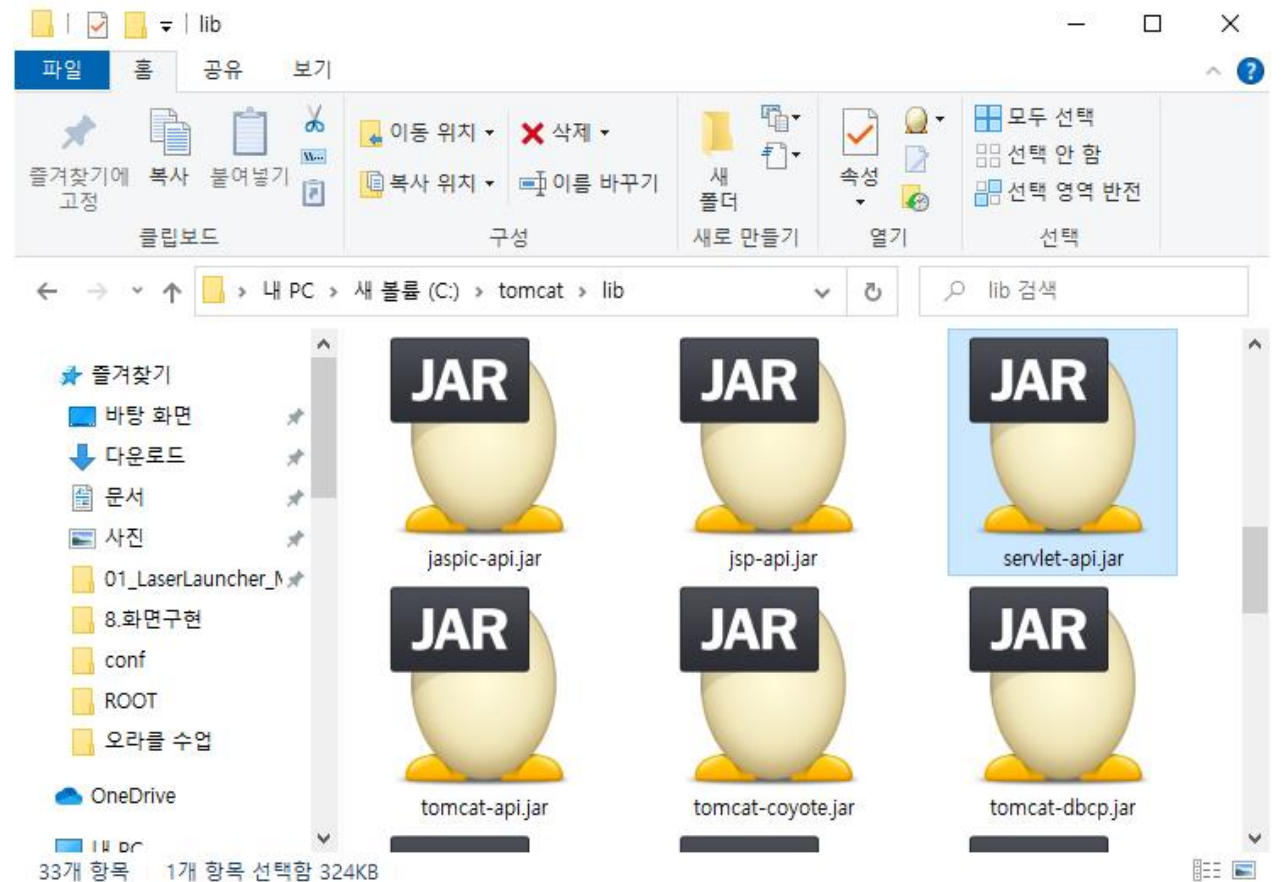 lib
파일 홈 공유 보기
즐겨찾기에 고정
복사
붙여넣기
이동 위치
복사 위치
삭제
이름 바꾸기
새 폴더
속성
모두 선택
선택 안 함
선택 영역 반전
클립보드 구성 새로 만들기 열기 선택
내 PC > 새 볼륨 (C:) > tomcat > lib
lib 검색
즐겨찾기
바탕 화면
다운로드
문서
사진
01_LaserLauncher_
8.화면구현
conf
ROOT
오라클 수업
OneDrive
내 PC
JAR JAR JAR
jaspic-api.jar jsp-api.jar servlet-api.jar
JAR JAR JAR
tomcat-api.jar tomcat-coyote.jar tomcat-dbcp.jar
33개 항목 1개 항목 선택함 324KB